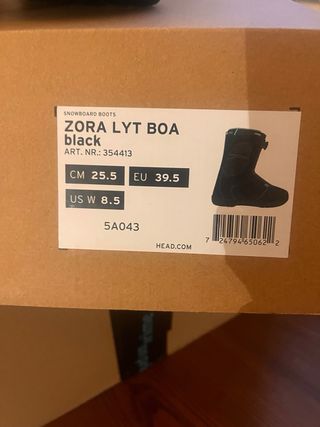 SNOWBOARD BOOTS
ZORA LYT BOA
black
ART. NR.: 354413
CM 25.5 EU 39.5
US W 8.5
5A043
HEAD.COM
7 24794 65062 2